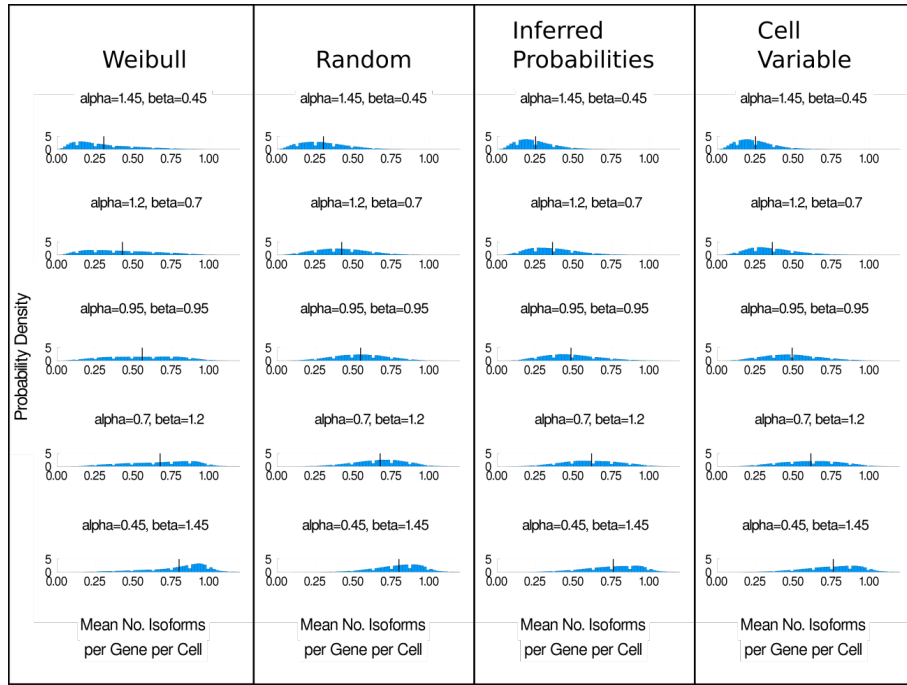 Weibull
Random
Inferred
Probabilities
Cell
Variable
Probability Density
alpha=1.45, beta=0.45
5
0
0.00 0.25 0.50 0.75 1.00
alpha=1.2, beta=0.7
5
0
0.00 0.25 0.50 0.75 1.00
alpha=0.95, beta=0.95
5
0
0.00 0.25 0.50 0.75 1.00
alpha=0.7, beta=1.2
5
0
0.00 0.25 0.50 0.75 1.00
alpha=0.45, beta=1.45
5
0
0.00 0.25 0.50 0.75 1.00
Mean No. Isoforms
per Gene per Cell
alpha=1.45, beta=0.45
5
0
0.00 0.25 0.50 0.75 1.00
alpha=1.2, beta=0.7
5
0
0.00 0.25 0.50 0.75 1.00
alpha=0.95, beta=0.95
5
0
0.00 0.25 0.50 0.75 1.00
alpha=0.7, beta=1.2
5
0
0.00 0.25 0.50 0.75 1.00
alpha=0.45, beta=1.45
5
0
0.00 0.25 0.50 0.75 1.00
Mean No. Isoforms
per Gene per Cell
alpha=1.45, beta=0.45
5
0
0.00 0.25 0.50 0.75 1.00
alpha=1.2, beta=0.7
5
0
0.00 0.25 0.50 0.75 1.00
alpha=0.95, beta=0.95
5
0
0.00 0.25 0.50 0.75 1.00
alpha=0.7, beta=1.2
5
0
0.00 0.25 0.50 0.75 1.00
alpha=0.45, beta=1.45
5
0
0.00 0.25 0.50 0.75 1.00
Mean No. Isoforms
per Gene per Cell
alpha=1.45, beta=0.45
5
0
0.00 0.25 0.50 0.75 1.00
alpha=1.2, beta=0.7
5
0
0.00 0.25 0.50 0.75 1.00
alpha=0.95, beta=0.95
5
0
0.00 0.25 0.50 0.75 1.00
alpha=0.7, beta=1.2
5
0
0.00 0.25 0.50 0.75 1.00
alpha=0.45, beta=1.45
5
0
0.00 0.25 0.50 0.75 1.00
Mean No. Isoforms
per Gene per Cell